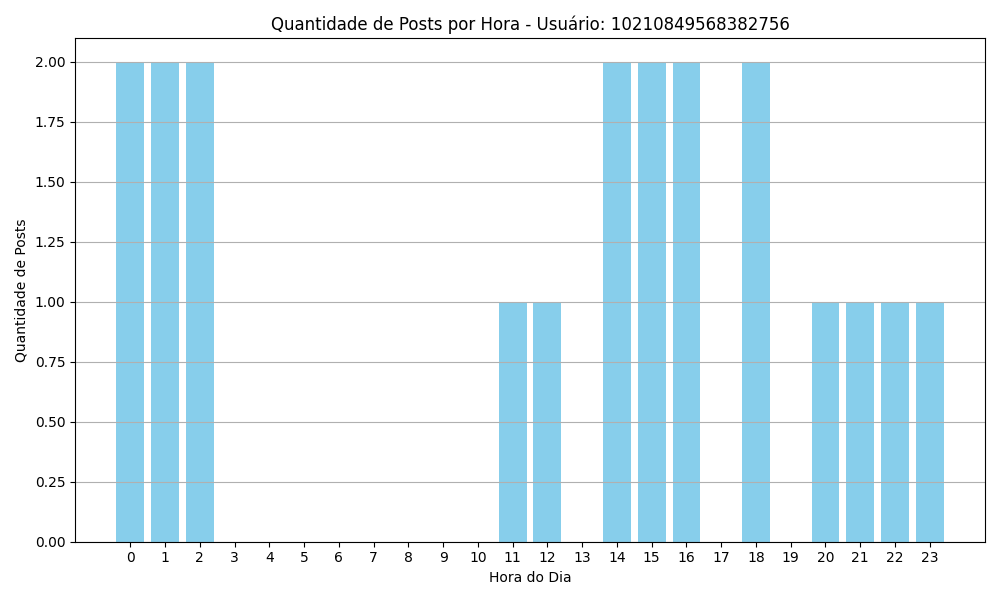 Quantidade de Posts por Hora - Usuário: 10210849568382756
Quantidade de Posts
2.00
1.75
1.50
1.25
1.00
0.75
0.50
0.25
0.00
0 1 2 3 4 5 6 7 8 9 10 11 12 13 14 15 16 17 18 19 20 21 22 23
Hora do Dia